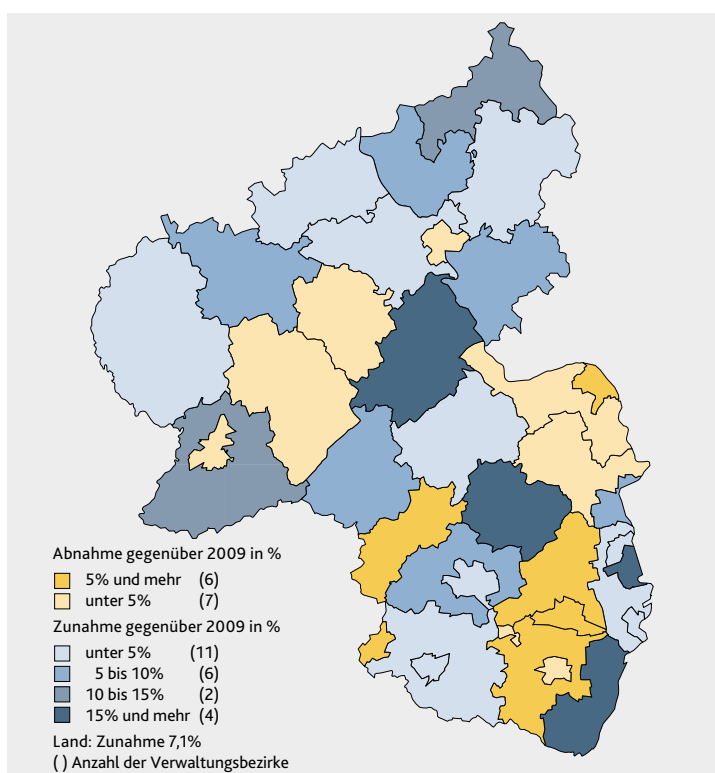 Abnahme gegenüber 2009 in %
5% und mehr (6)
unter 5% (7)
Zunahme gegenüber 2009 in %
unter 5% (11)
5 bis 10% (6)
10 bis 15% (2)
15% und mehr (4)
Land: Zunahme 7,1%
( ) Anzahl der Verwaltungsbezirke